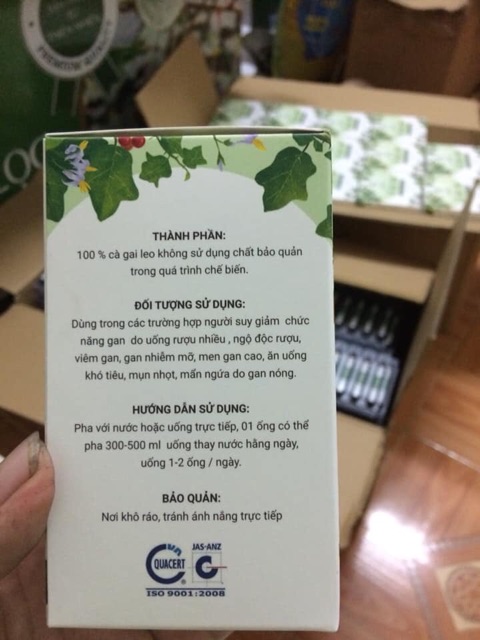 THÀNH PHẦN:
100 % cà gai leo không sử dụng chất bảo quản
trong quá trình chế biến.
ĐỐI TƯỢNG SỬ DỤNG:
Dùng trong các trường hợp người suy giảm chức
năng gan do uống rượu nhiều , ngộ độc rượu,
viêm gan, gan nhiễm mỡ, men gan cao, ăn uống
khó tiêu, mụn nhọt, mẩn ngứa do gan nóng.
HƯỚNG DẪN SỬ DỤNG:
Pha với nước hoặc uống trực tiếp, 01 ống có thể
pha 300-500 ml uống thay nước hằng ngày,
uống 1-2 ống / ngày.
BẢO QUẢN:
Nơi khô ráo, tránh ánh nắng trực tiếp
QUACERT
JAS-ANZ
ISO 9001:2008